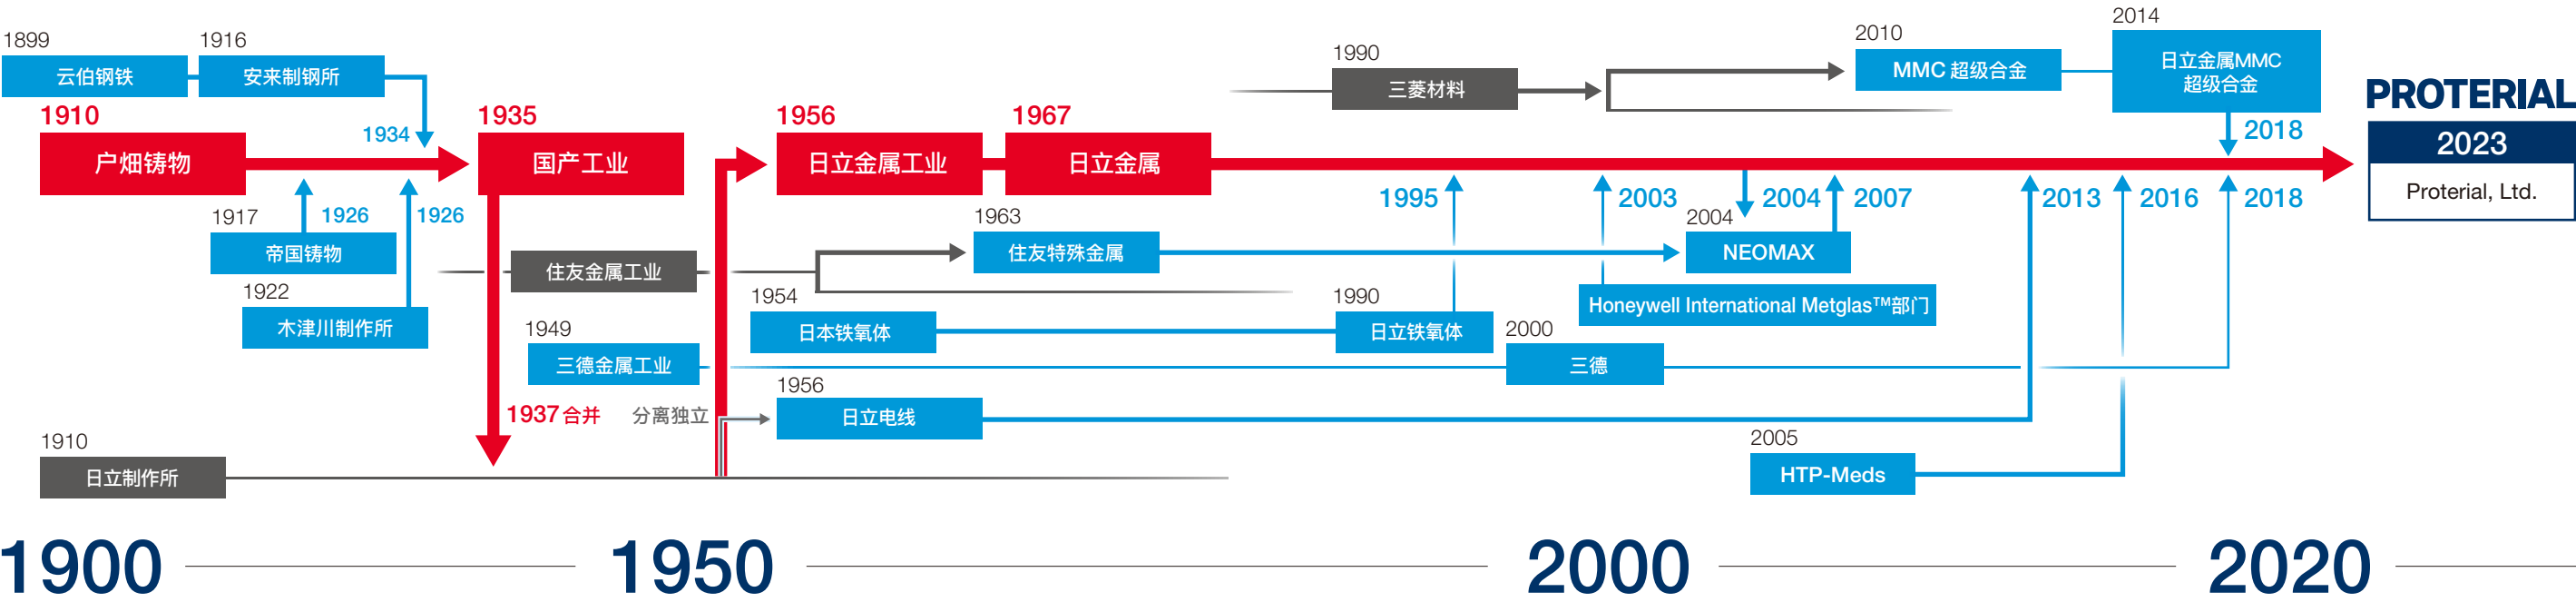 1899
云伯钢铁
1916
安来制钢所
1934
1910
户畑铸物
1926
1926
1917
帝国铸物
1922
木津川制作所
1935
国产工业
1937 合并
1910
日立制作所
分离独立
1956
日立金属工业
1967
日立金属
住友金属工业
1963
住友特殊金属
1954
日本铁氧体
1990
日立铁氧体
1949
三德金属工业
2000
三德
1956
日立电线
1990
三菱材料
2010
MMC 超级合金
2014
日立金属MMC
超级合金
2018
1995
2003
2004
2007
2013
2016
2018
2004
NEOMAX
Honeywell International Metglas™部门
2005
HTP-Meds
PROTERIAL
2023
Proterial, Ltd.
1900
1950
2000
2020